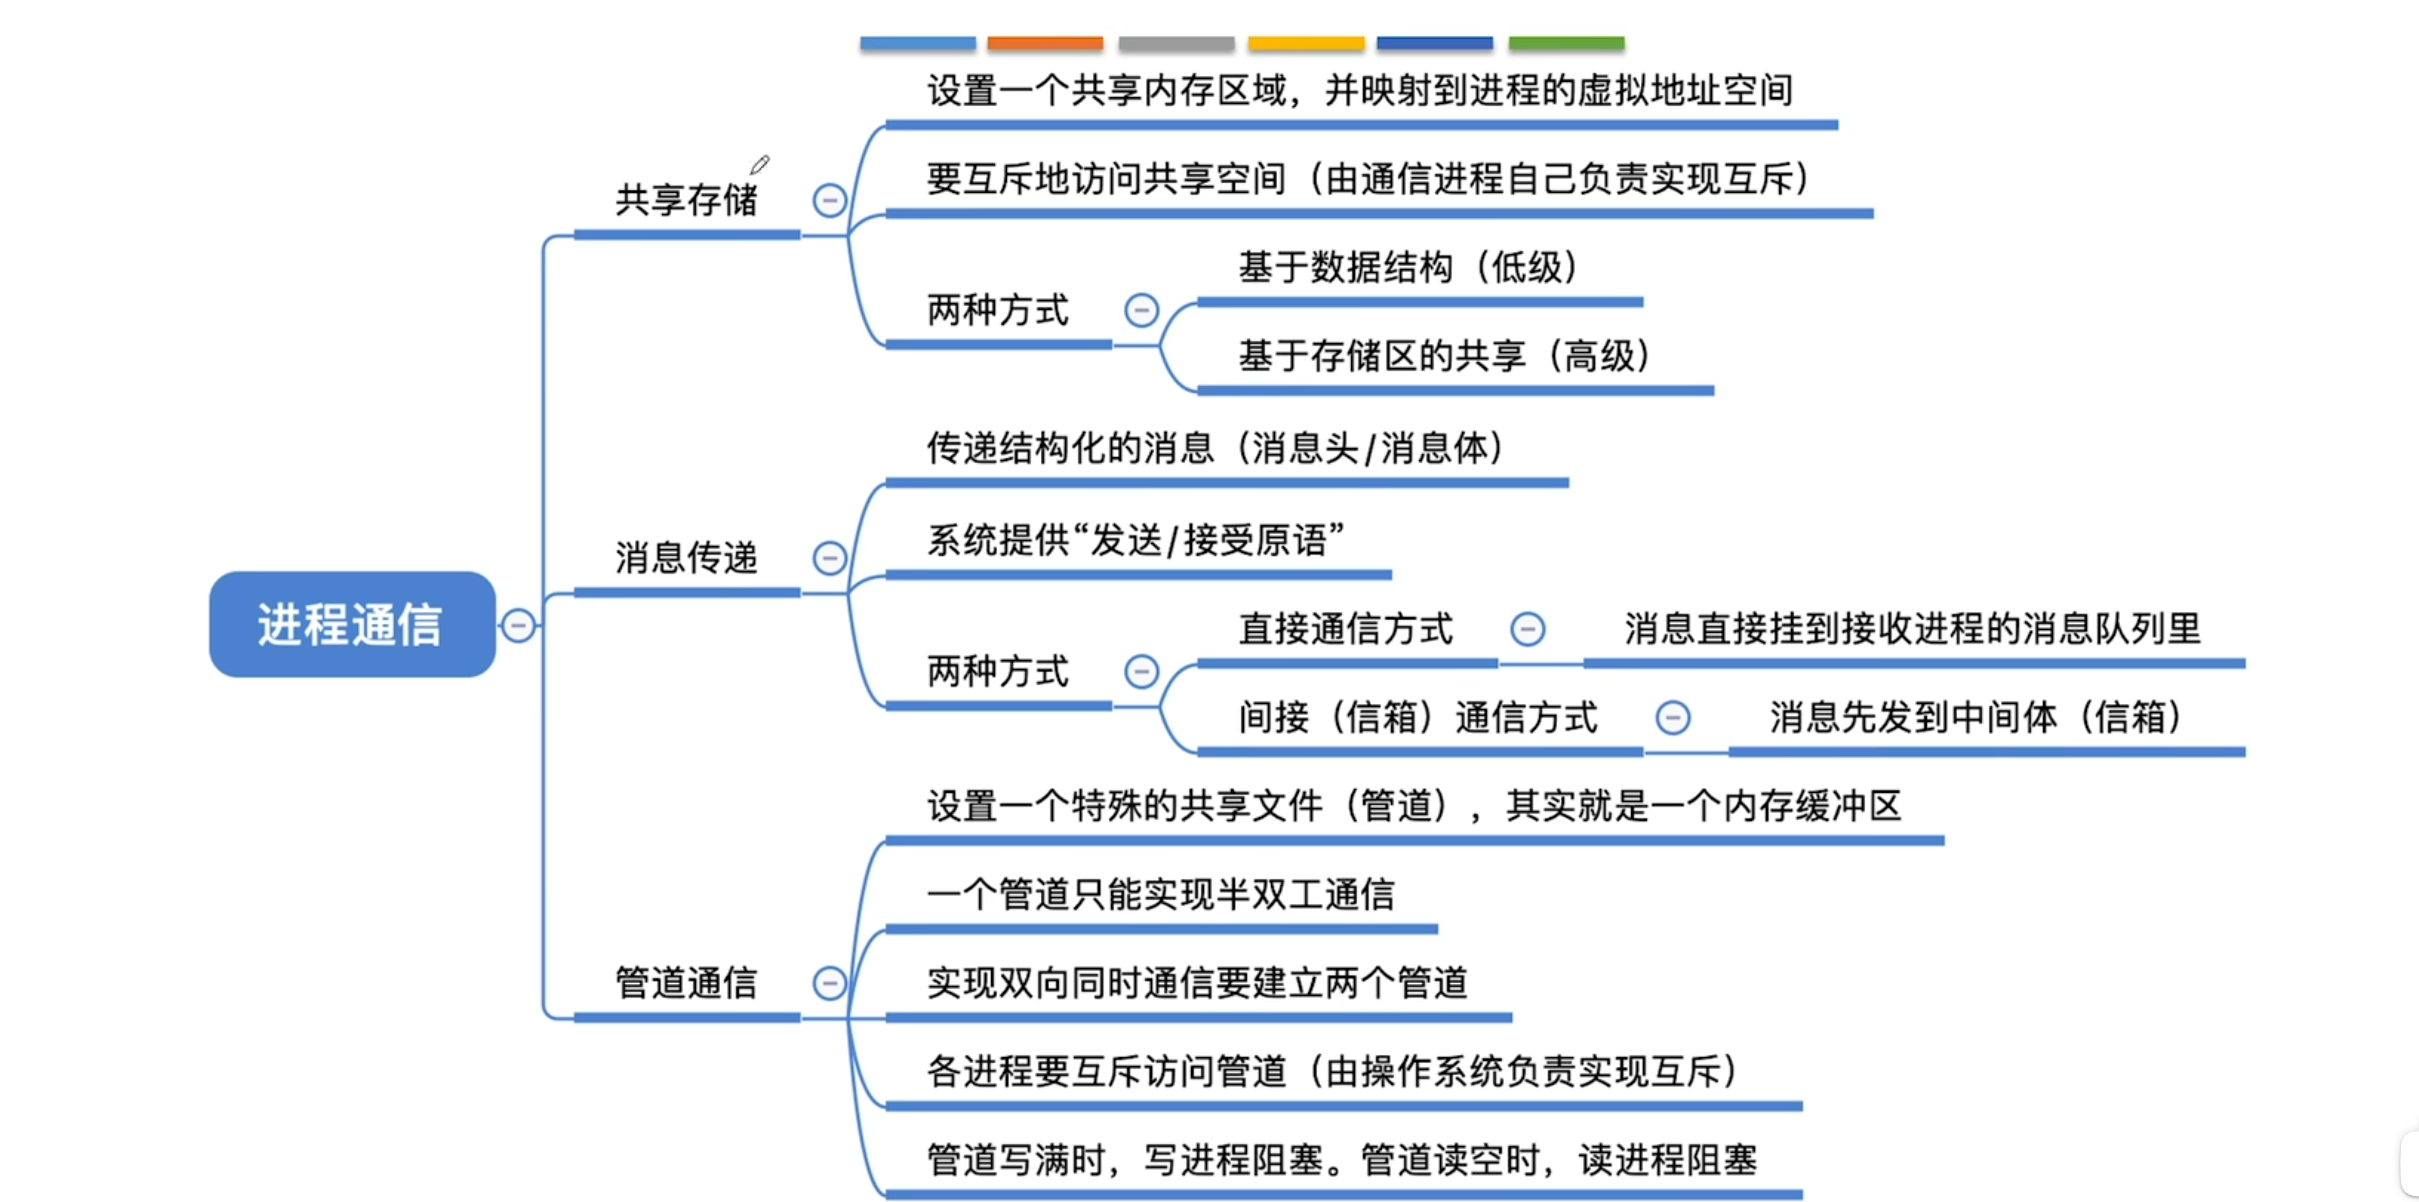 进程通信
共享存储
设置一个共享内存区域，并映射到进程的虚拟地址空间
要互斥地访问共享空间（由通信进程自己负责实现互斥）
两种方式
基于数据结构（低级）
基于存储区的共享（高级）
消息传递
传递结构化的消息（消息头/消息体）
系统提供“发送/接受原语”
两种方式
直接通信方式
消息直接挂到接收进程的消息队列里
间接（信箱）通信方式
消息先发到中间体（信箱）
管道通信
设置一个特殊的共享文件（管道），其实就是一个内存缓冲区
一个管道只能实现半双工通信
实现双向同时通信要建立两个管道
各进程要互斥访问管道（由操作系统负责实现互斥）
管道写满时，写进程阻塞。管道读空时，读进程阻塞